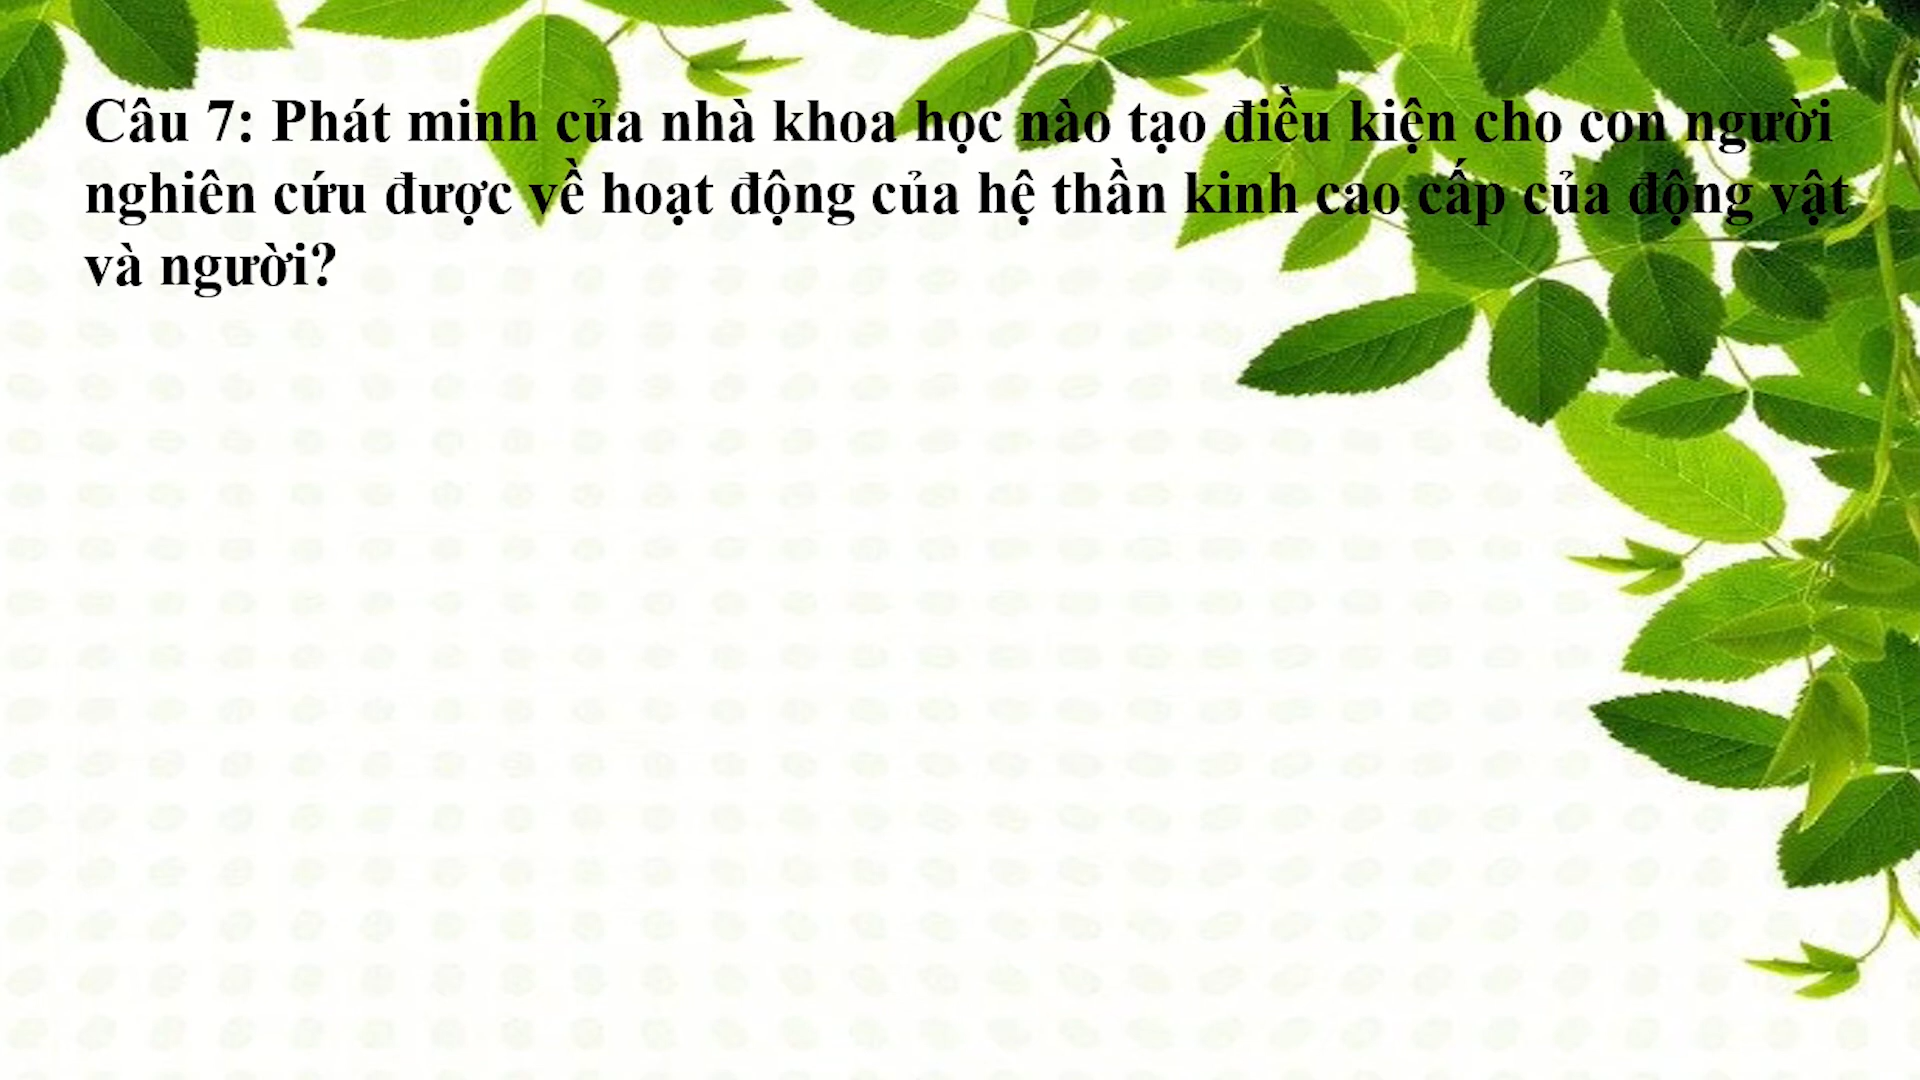 Câu 7: Phát minh của nhà khoa học nào tạo điều kiện cho con người
nghiên cứu được về hoạt động của hệ thần kinh cao cấp của động vật
và người?